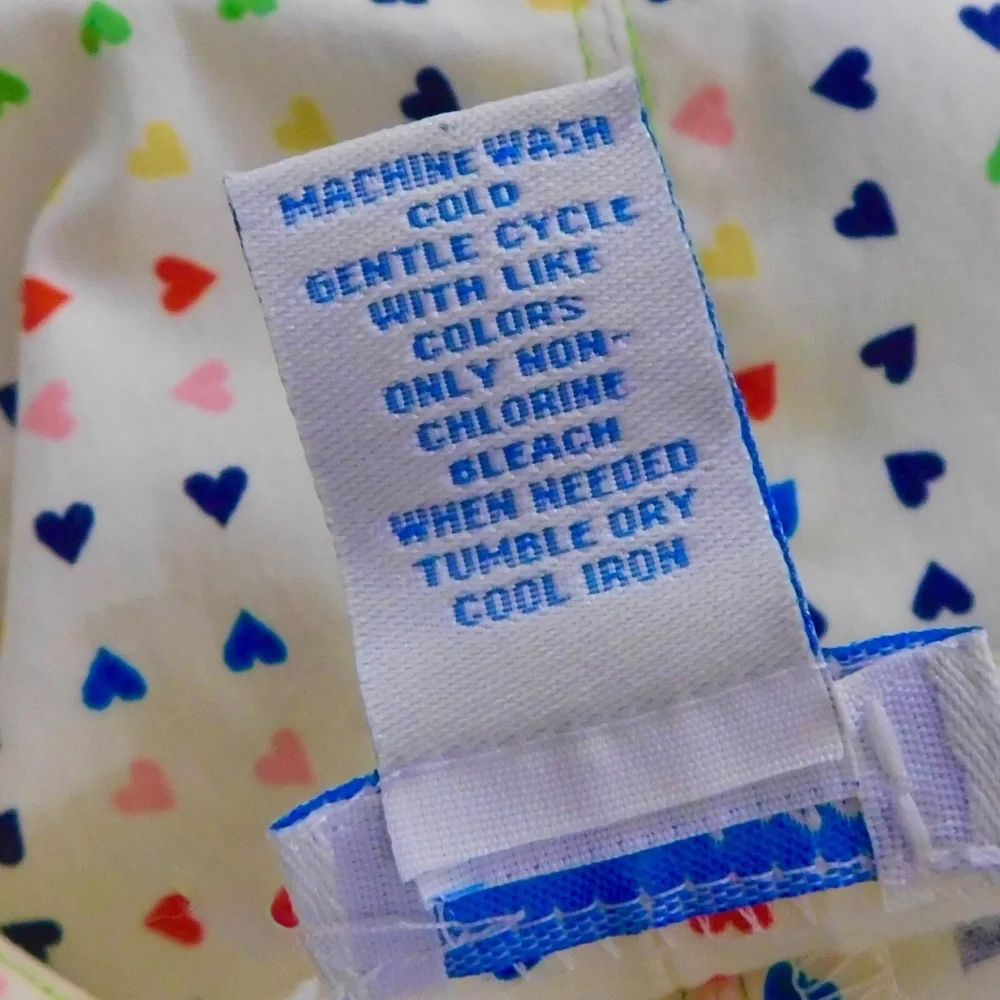 MACHINE WASH
COLD
GENTLE CYCLE
WITH LIKE
COLORS
ONLY NON-
CHLORINE
BLEACH
WHEN NEEDED
TUMBLE DRY
COOL IRON